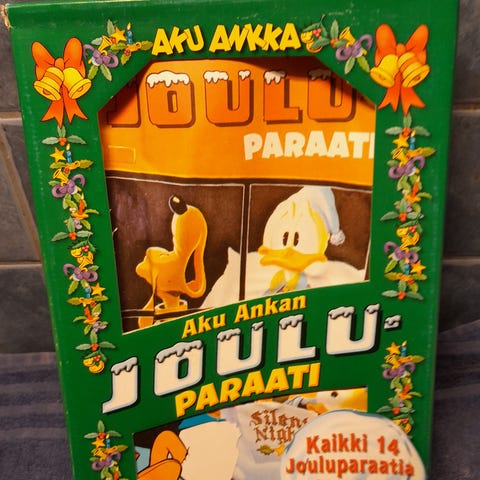 AKU ANKKA
JOULU
PARAATI
Aku Ankan
JOULU-
PARAATI
Silent
Night
Kaikki 14
Jouluparaatia